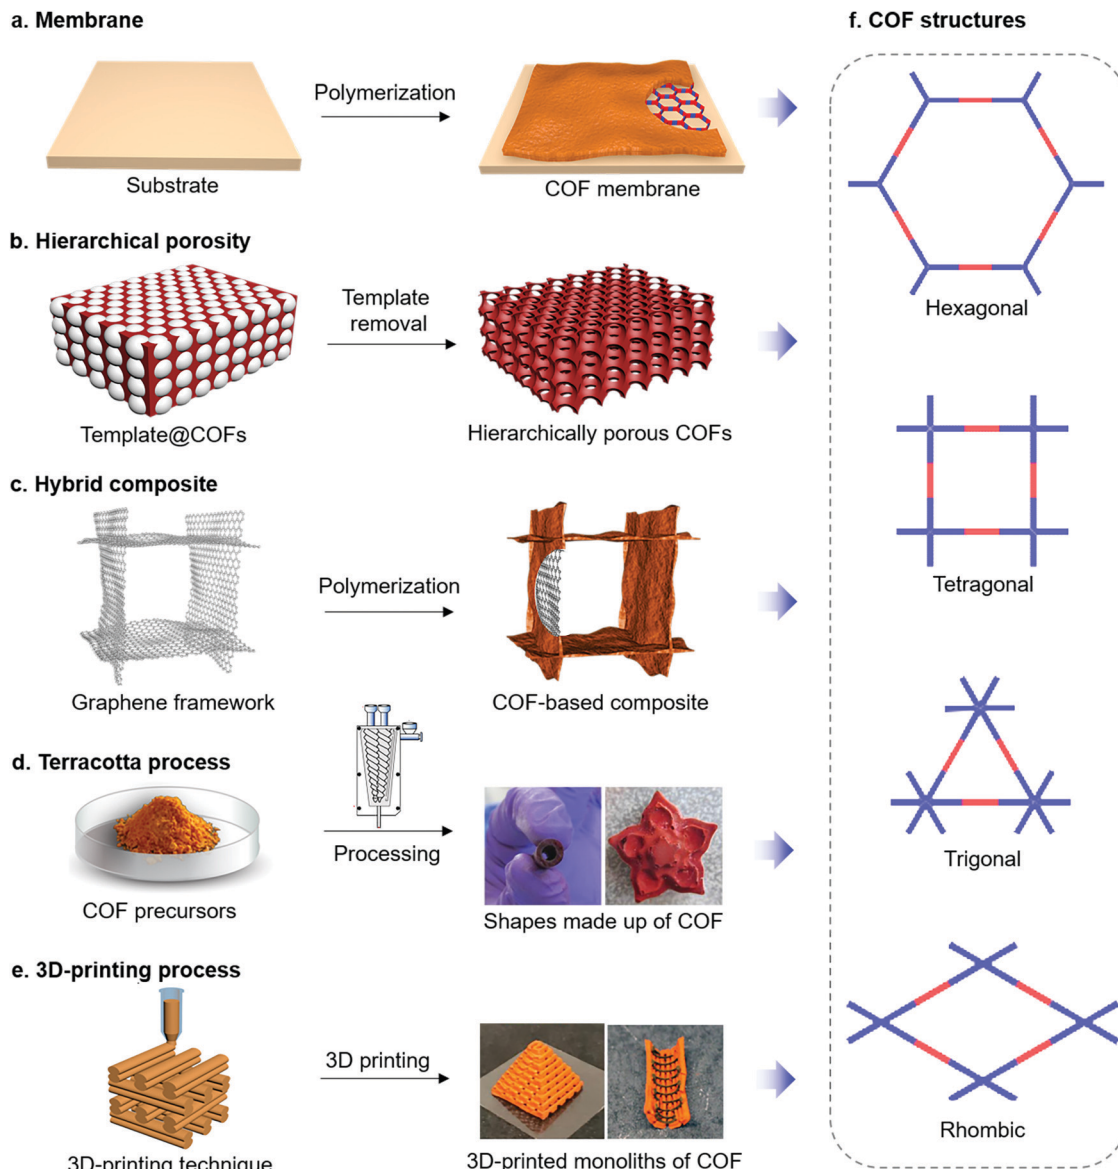 a. Membrane
Polymerization
Substrate
COF membrane
b. Hierarchical porosity
Template
removal
Template@COFs
Hierarchically porous COFs
c. Hybrid composite
Polymerization
Graphene framework
COF-based composite
d. Terracotta process
Processing
COF precursors
Shapes made up of COF
e. 3D-printing process
3D printing
3D-printing technique
3D-printed monoliths of COF
f. COF structures
Hexagonal
Tetragonal
Trigonal
Rhombic